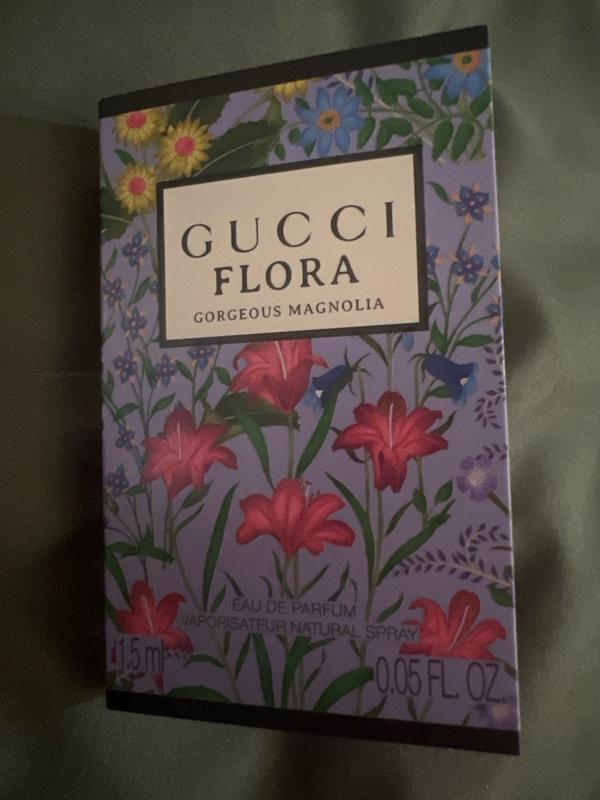 GUCCI
FLORA
GORGEOUS MAGNOLIA
EAU DE PARFUM
VAPORISATEUR NATURAL SPRAY
1.5 ml
0.05 FL. OZ.